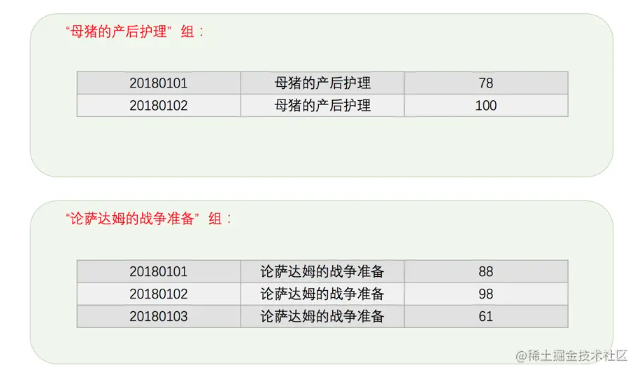 “母猪的产后护理” 组：
20180101 母猪的产后护理 78
20180102 母猪的产后护理 100
“论萨达姆的战争准备” 组：
20180101 论萨达姆的战争准备 88
20180102 论萨达姆的战争准备 98
20180103 论萨达姆的战争准备 61
@稀土掘金技术社区